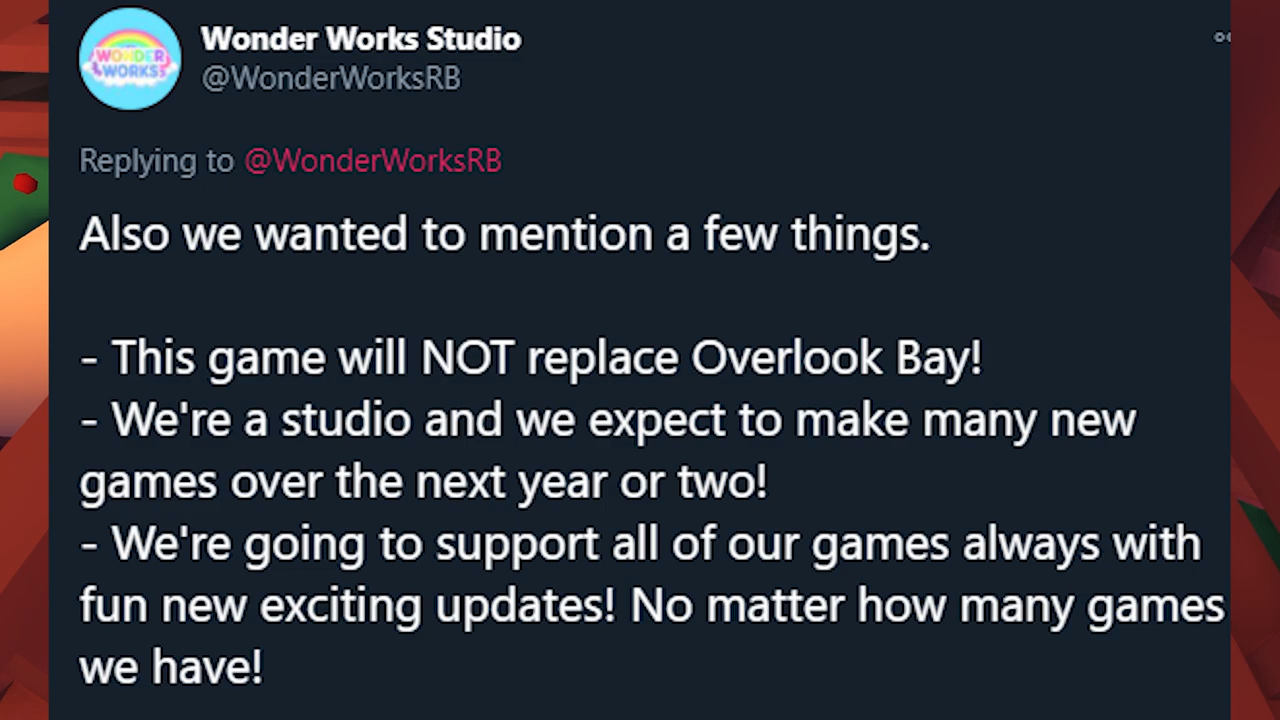 WONDER
WORKS
Wonder Works Studio
@WonderWorksRB
Replying to @WonderWorksRB
Also we wanted to mention a few things.
- This game will NOT replace Overlook Bay!
- We're a studio and we expect to make many new
games over the next year or two!
- We're going to support all of our games always with
fun new exciting updates! No matter how many games
we have!